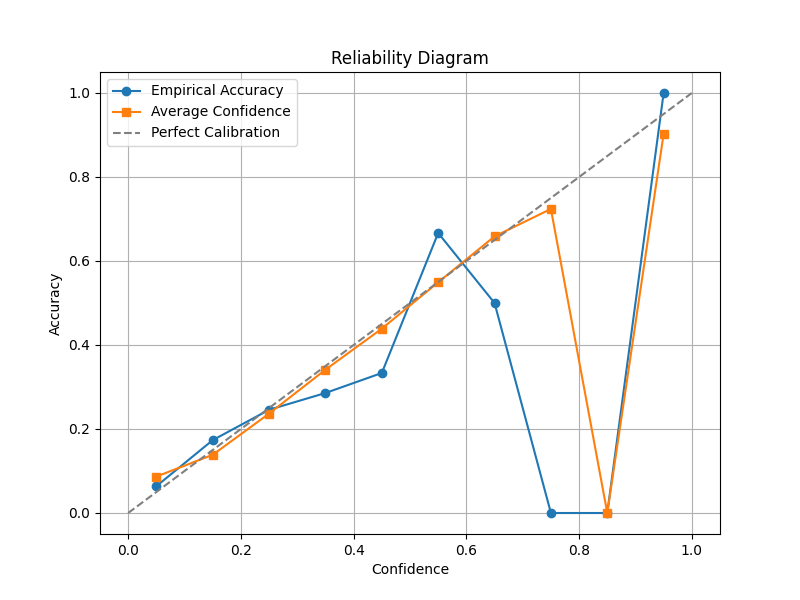 Reliability Diagram
Empirical Accuracy
Average Confidence
Perfect Calibration
Accuracy
1.0
0.8
0.6
0.4
0.2
0.0
0.0 0.2 0.4 0.6 0.8 1.0
Confidence